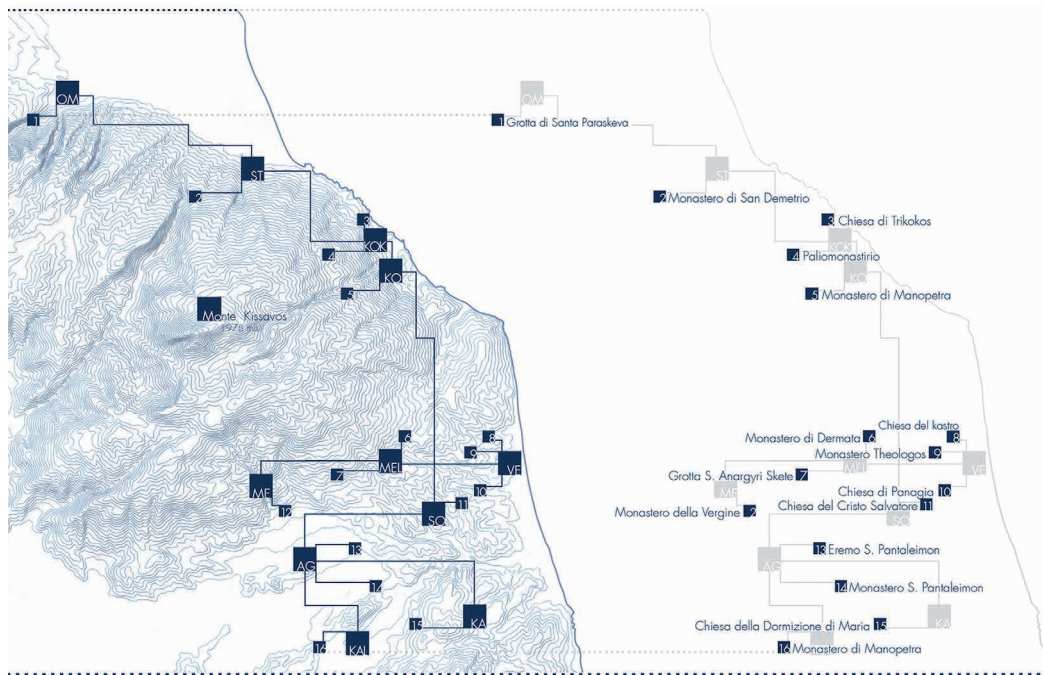 OM
1
ST
2
3
KOK
4
KO
5
Monte Kissavos
1978 mt.
6
8
9
MEL
VE
7
ME
10
11
12
SO
13
AG
14
15
KA
16
KAL
OM
1 Grotta di Santa Paraskeva
ST
2 Monastero di San Demetrio
3 Chiesa di Trikokos
KOK
4 Paliomonastirio
KO
5 Monastero di Manopetra
Chiesa del kastro
Monastero di Dermata 6
8
Monastero Theologos 9
MEL
VE
Grotta S. Anargyri Skete 7
ME
Chiesa di Panagia 10
Chiesa del Cristo Salvatore 11
Monastero della Vergine 2
SO
13 Eremo S. Pantaleimon
AG
14 Monastero S. Pantaleimon
KA
Chiesa della Dormizione di Maria 15
16 Monastero di Manopetra